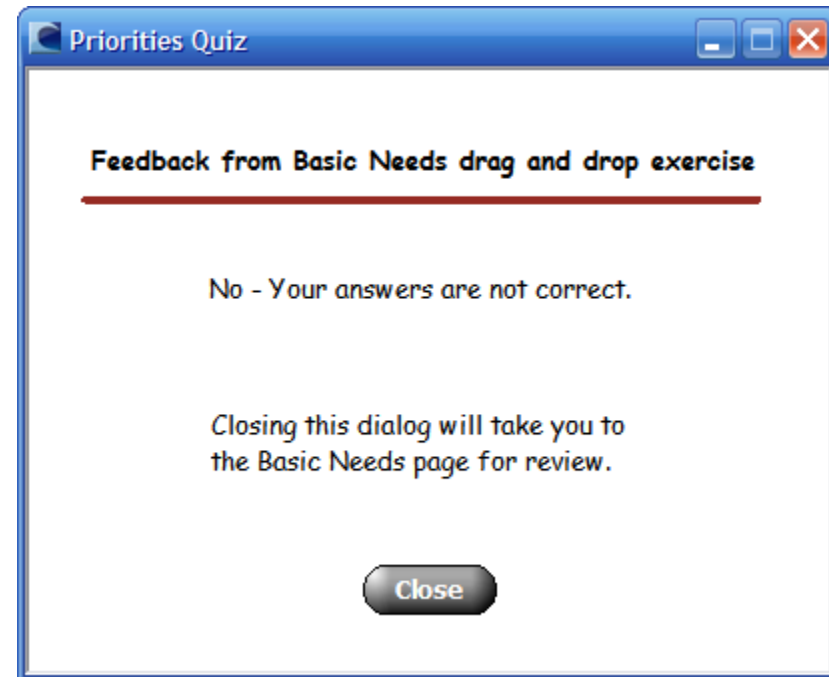 Priorities Quiz
Feedback from Basic Needs drag and drop exercise
No - Your answers are not correct.
Closing this dialog will take you to
the Basic Needs page for review.
Close